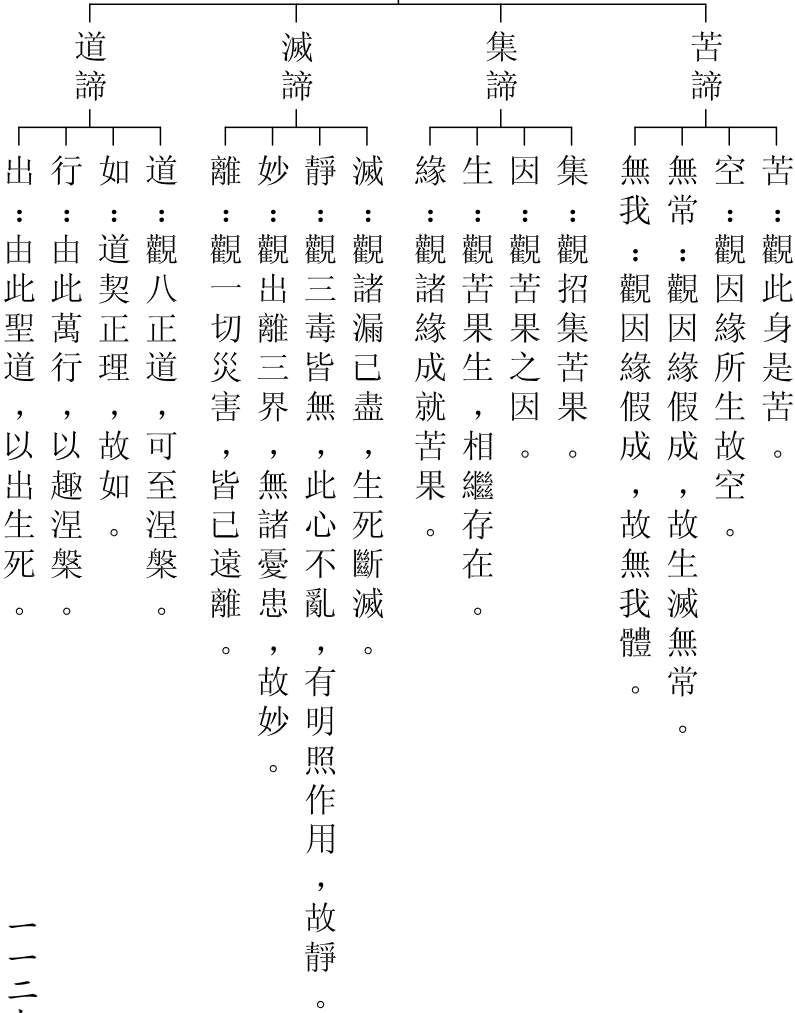 苦諦
苦：觀此身是苦。
空：觀因緣所生故空。
無常：觀因緣假成，故生滅無常。
無我：觀因緣假成，故無我體。
集諦
集：觀招集苦果。
因：觀苦果之因。
生：觀苦果生，相繼存在。
緣：觀諸緣成就苦果。
滅諦
滅：觀諸漏已盡，生死斷滅。
靜：觀三毒皆無，此心不亂，有明照作用，故靜。
妙：觀出離三界，無諸憂患，故妙。
離：觀一切災害，皆已遠離。
道諦
道：觀八正道，可至涅槃。
如：道契正理，故如。
行：由此萬行，以趣涅槃。
出：由此聖道，以出生死。
一一二